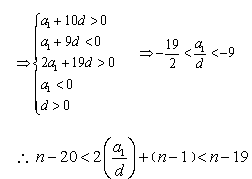 ⇒ { a₁ + 10d > 0
a₁ + 9d < 0
2a₁ + 19d > 0 ⇒ -19/2 < a₁/d < -9
a₁ < 0
d > 0
∴ n - 20 < 2(a₁/d) + (n - 1) < n - 19